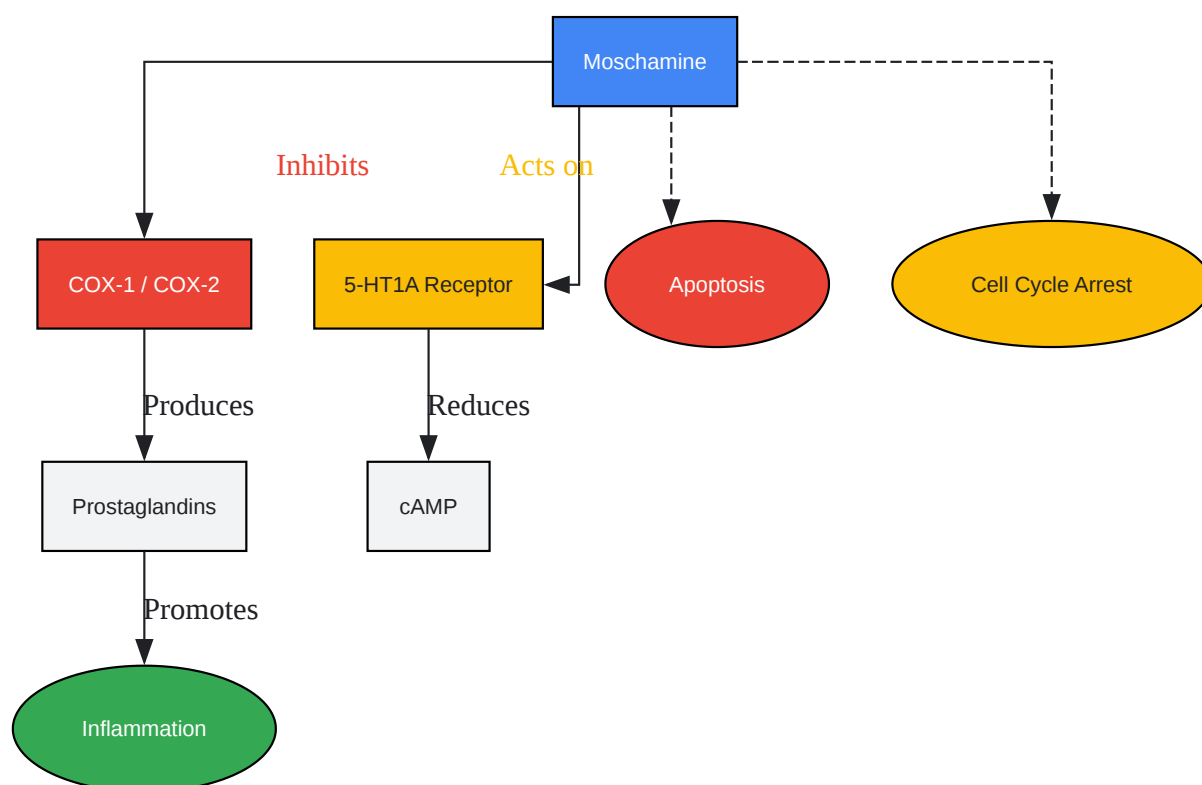 Moschamine
Inhibits
Acts on
COX-1 / COX-2
5-HT1A Receptor
Apoptosis
Cell Cycle Arrest
Produces
Reduces
Prostaglandins
cAMP
Promotes
Inflammation